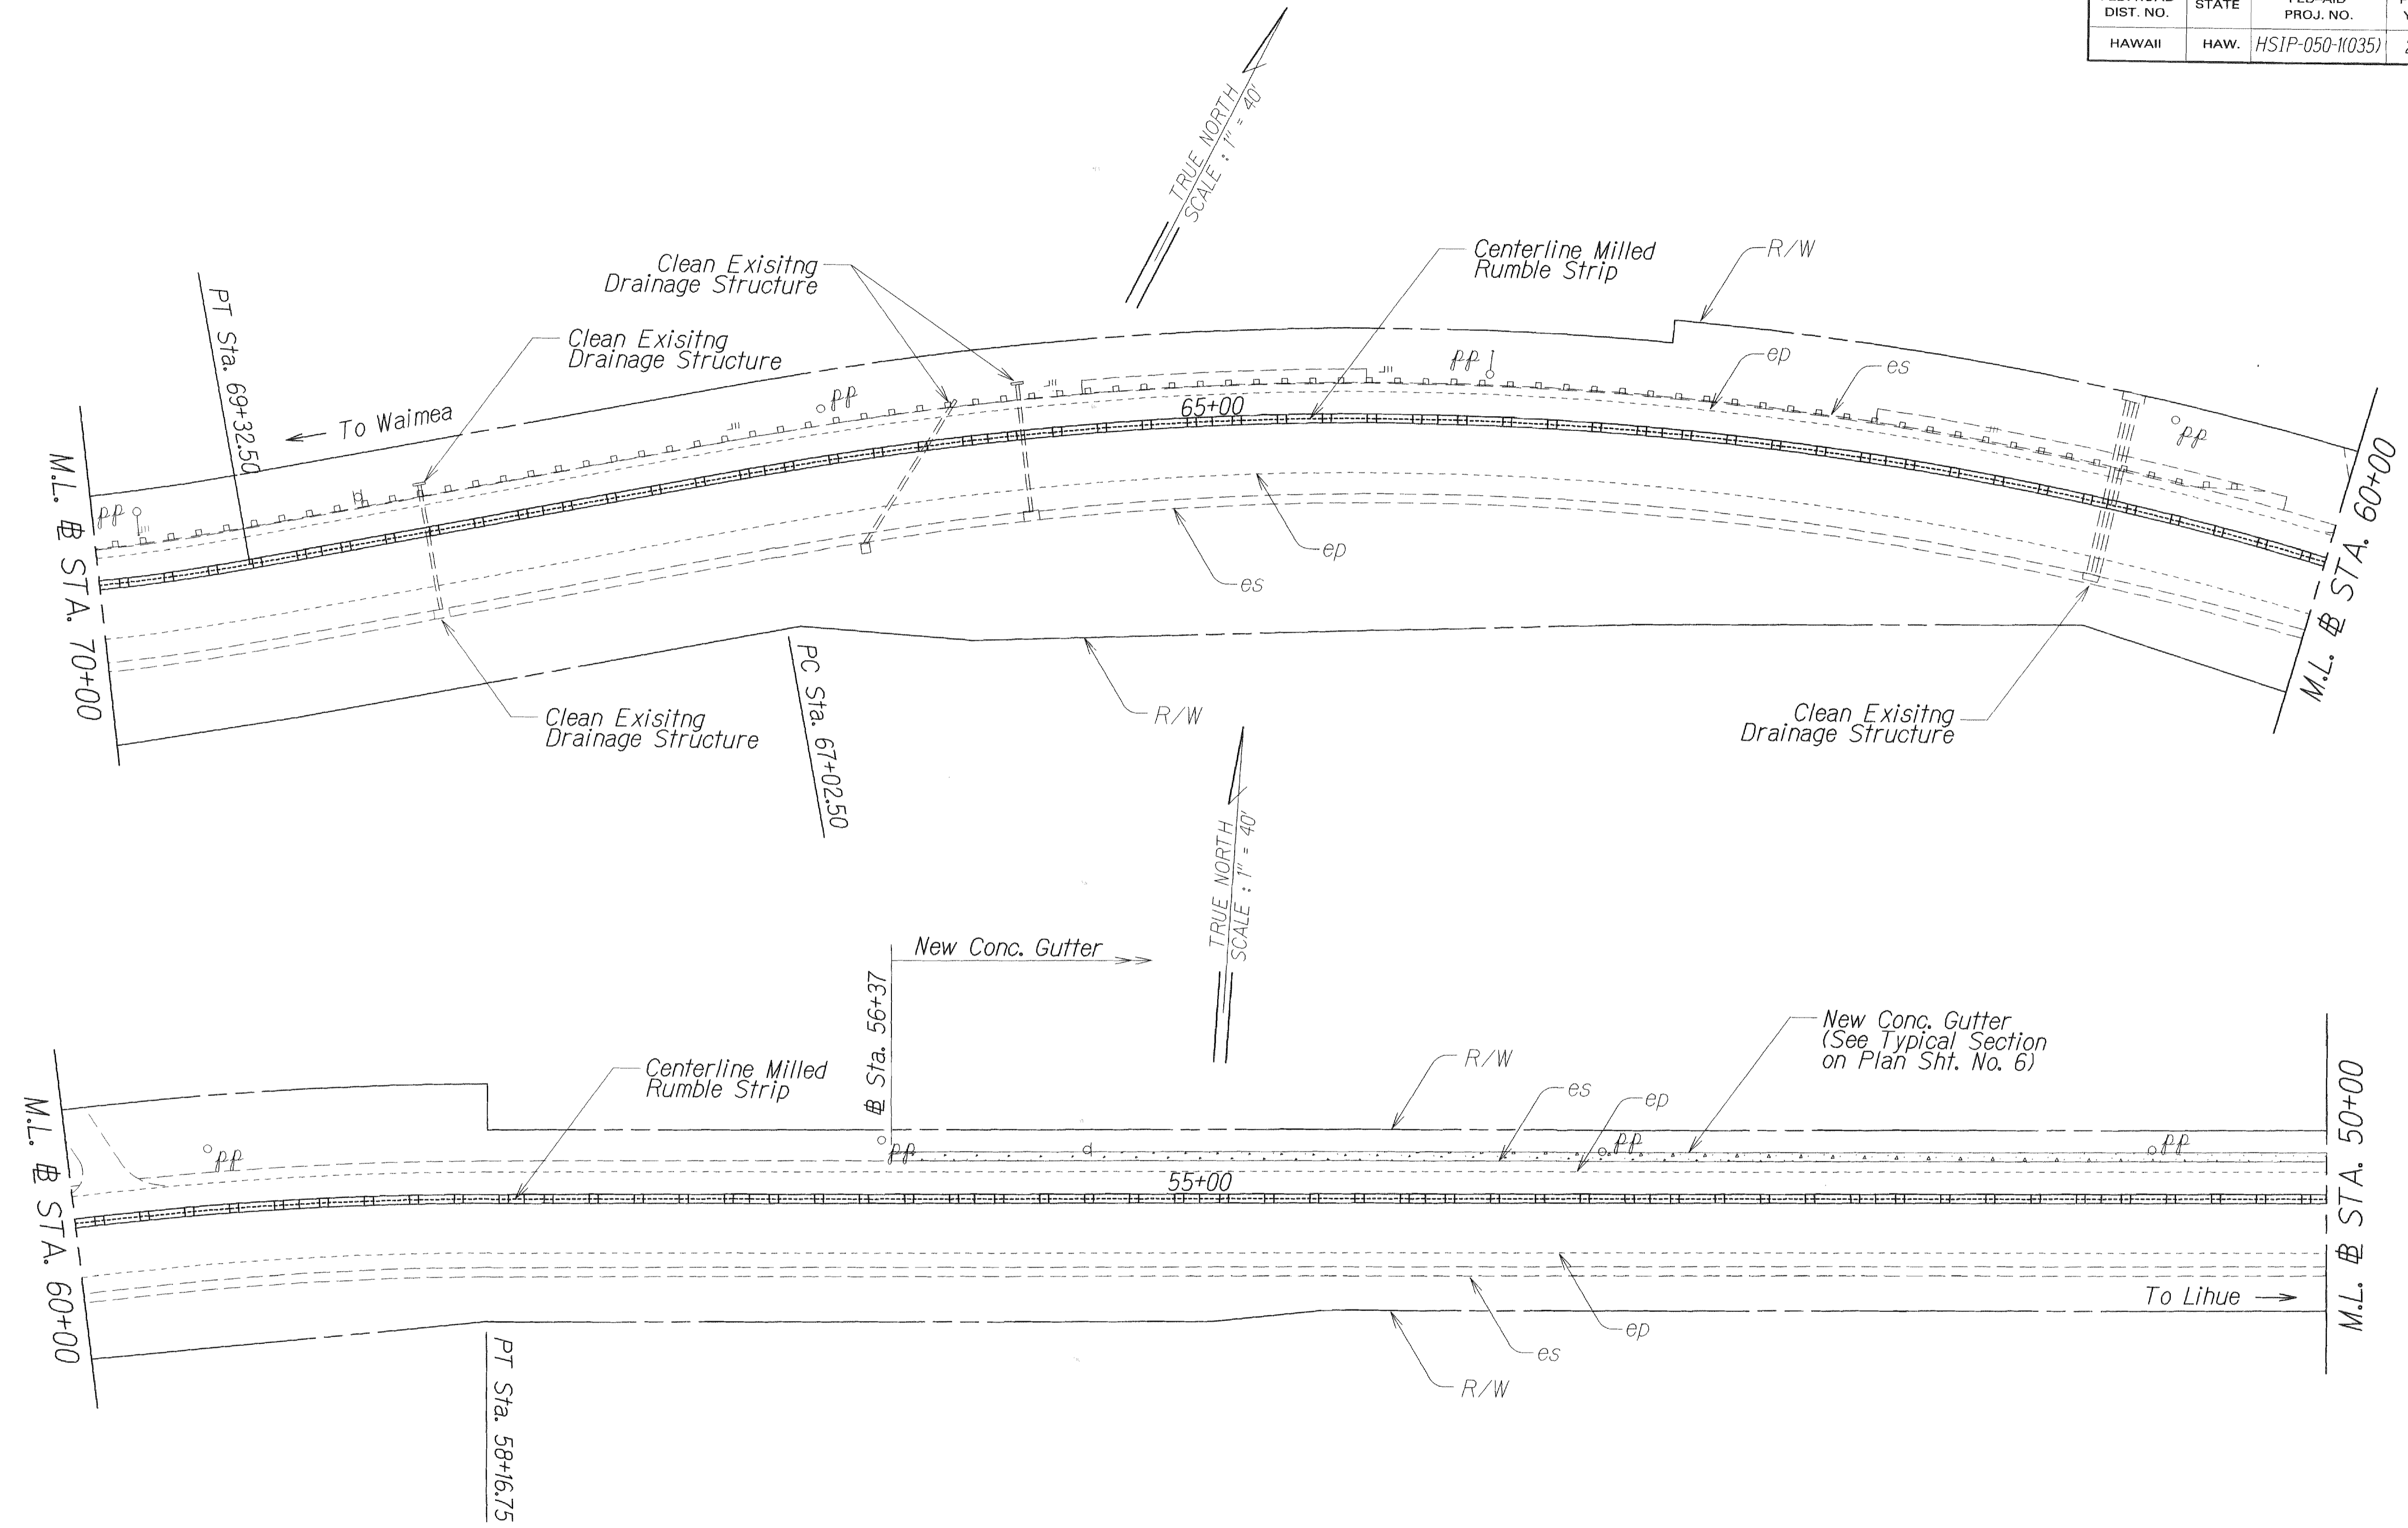 STATE
DIST. NO.
PROJ. NO.
HAWAII
HAW.
HSIP-050-1(035)
TRUE NORTH
SCALE : 1" = 40'
Clean Exisitng
Drainage Structure
Clean Exisitng
Drainage Structure
Centerline Milled
Rumble Strip
R/W
PT Sta. 69+32.50
To Waimea
pp
pp
ep
es
65+00
pp
pp
M.L. BL STA. 70+00
M.L. BL STA. 60+00
ep
es
Clean Exisitng
Drainage Structure
PC Sta. 67+02.50
R/W
Clean Exisitng
Drainage Structure
TRUE NORTH
SCALE : 1" = 40'
New Conc. Gutter
BL Sta. 56+37
New Conc. Gutter
(See Typical Section
on Plan Sht. No. 6)
Centerline Milled
Rumble Strip
R/W
es
ep
pp
pp
d
pp
pp
55+00
M.L. BL STA. 60+00
M.L. BL STA. 50+00
To Lihue
ep
es
R/W
PT Sta. 58+16.75